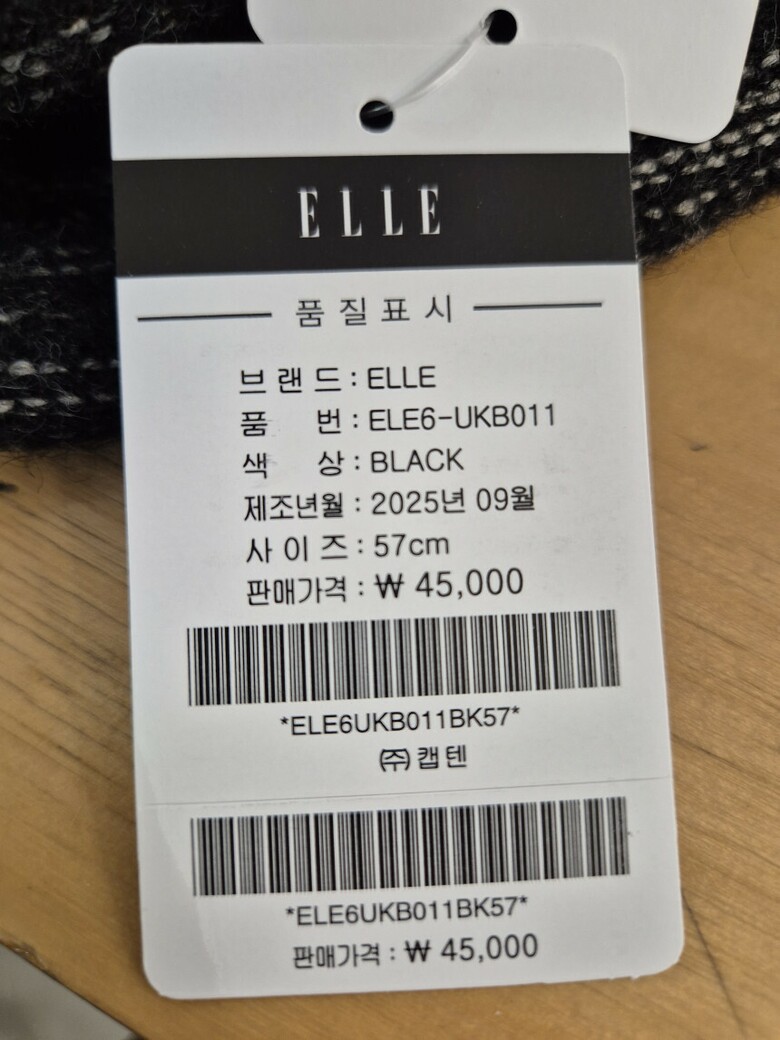 ELLE
품질표시
브랜드 : ELLE
품 번 : ELE6-UKB011
색 상 : BLACK
제조년월 : 2025년 09월
사이즈 : 57cm
판매가격 : ₩ 45,000
*ELE6UKB011BK57*
㈜캡텐
*ELE6UKB011BK57*
판매가격 : ₩ 45,000